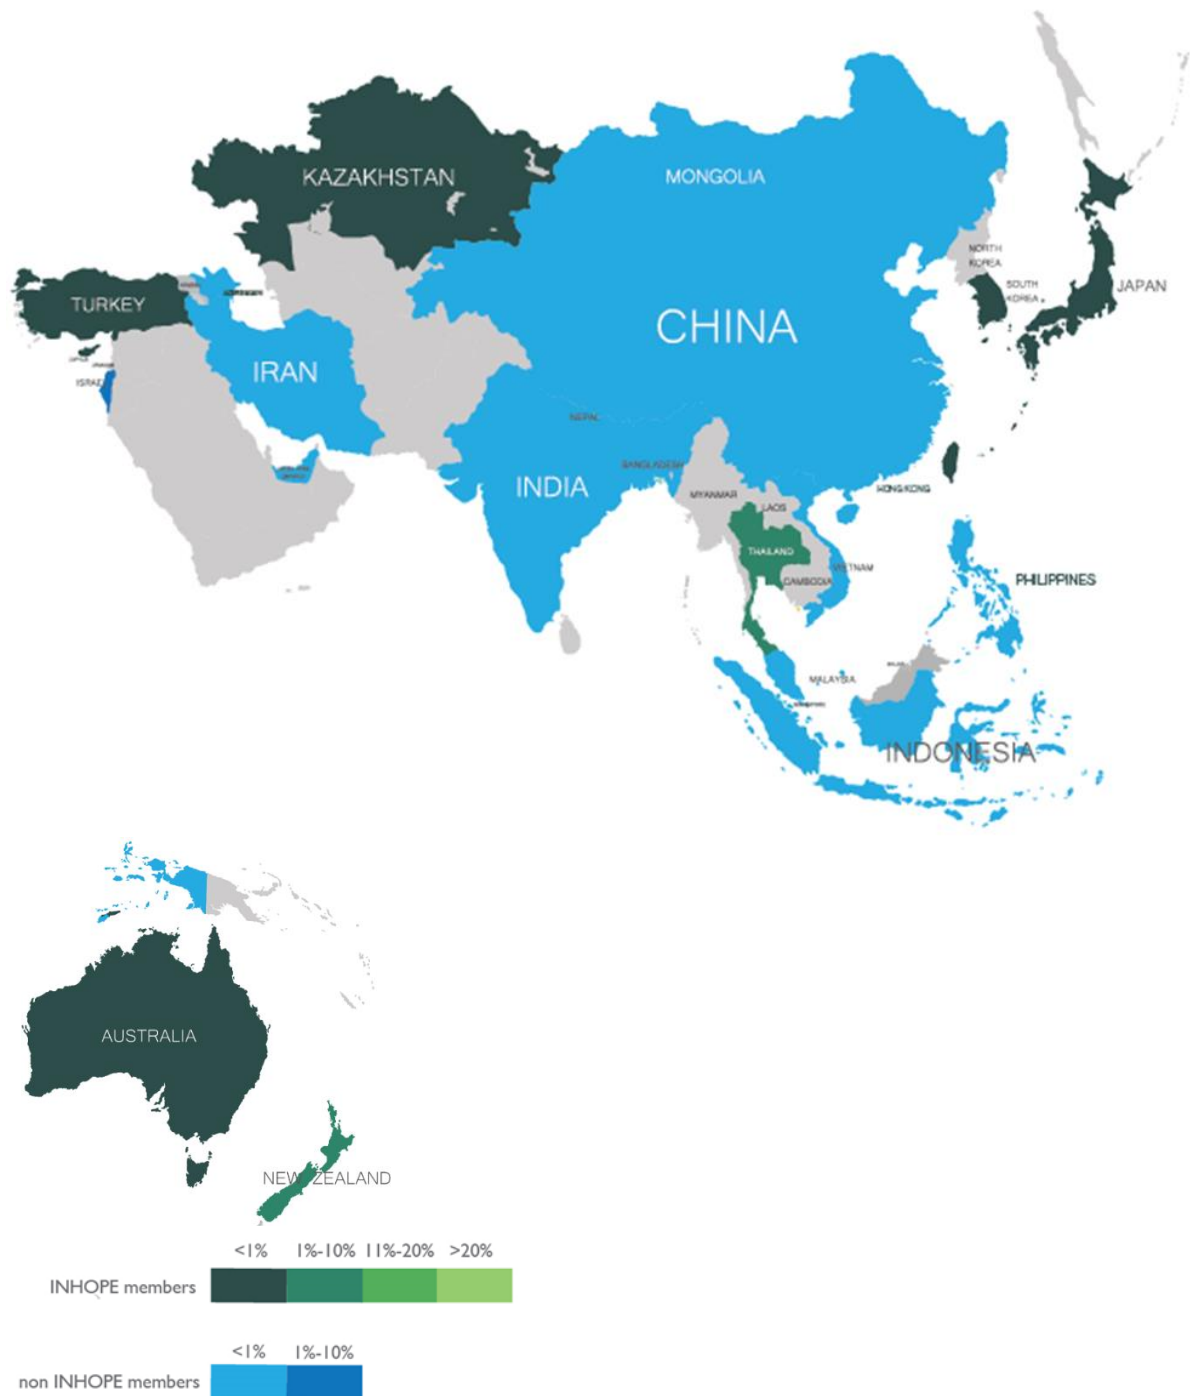 KAZAKHSTAN
MONGOLIA
NORTH
KOREA
TURKEY
SOUTH
KOREA
JAPAN
CHINA
IRAN
ISRAEL
NEPAL
BANGLADESH
INDIA
HONG KONG
MYANMAR
LAOS
THAILAND
VIETNAM
CAMBODIA
PHILIPPINES
MALAYSIA
INDONESIA
AUSTRALIA
NEW ZEALAND
<1% 1%-10% 11%-20% >20%
INHOPE members
<1% 1%-10%
non INHOPE members